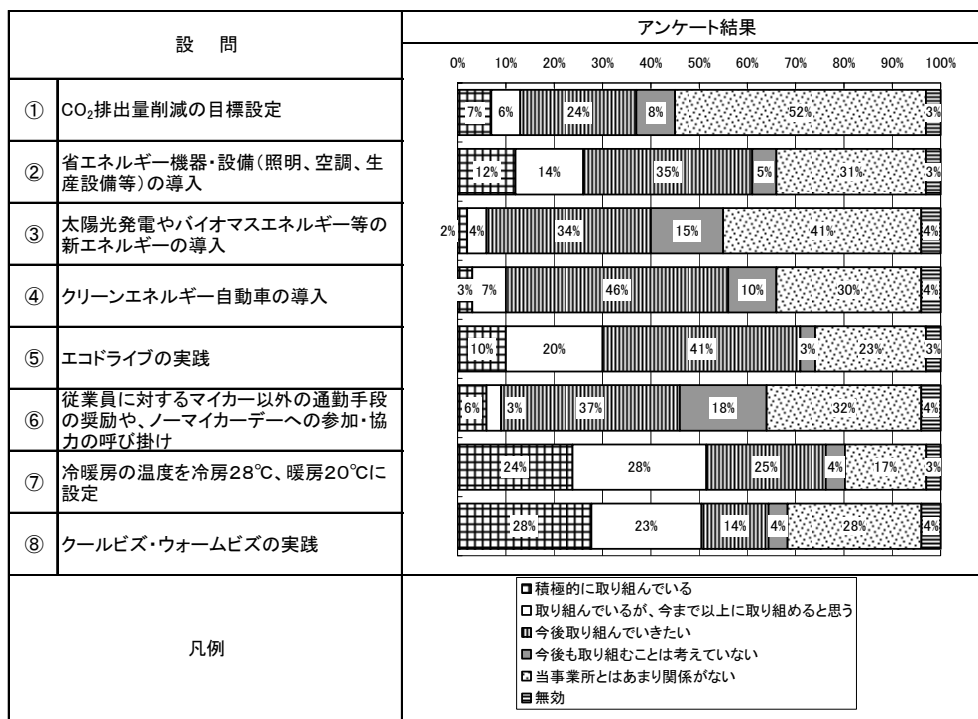 設　問
アンケート結果
0% 10% 20% 30% 40% 50% 60% 70% 80% 90% 100%
① CO₂排出量削減の目標設定
7% 6% 24% 8% 52% 3%
② 省エネルギー機器・設備（照明、空調、生
産設備等）の導入
12% 14% 35% 5% 31% 3%
③ 太陽光発電やバイオマスエネルギー等の
新エネルギーの導入
2% 4% 34% 15% 41% 4%
④ クリーンエネルギー自動車の導入
3% 7% 46% 10% 30% 4%
⑤ エコドライブの実践
10% 20% 41% 3% 23% 3%
⑥ 従業員に対するマイカー以外の通勤手段
の奨励や、ノーマイカーデーへの参加・協
力の呼び掛け
6% 3% 37% 18% 32% 4%
⑦ 冷暖房の温度を冷房28℃、暖房20℃に
設定
24% 28% 25% 4% 17% 3%
⑧ クールビズ・ウォームビズの実践
28% 23% 14% 4% 28% 4%
凡例
積極的に取り組んでいる
取り組んでいるが、今まで以上に取り組めると思う
今後取り組んでいきたい
今後も取り組むことは考えていない
当事業所とはあまり関係がない
無効